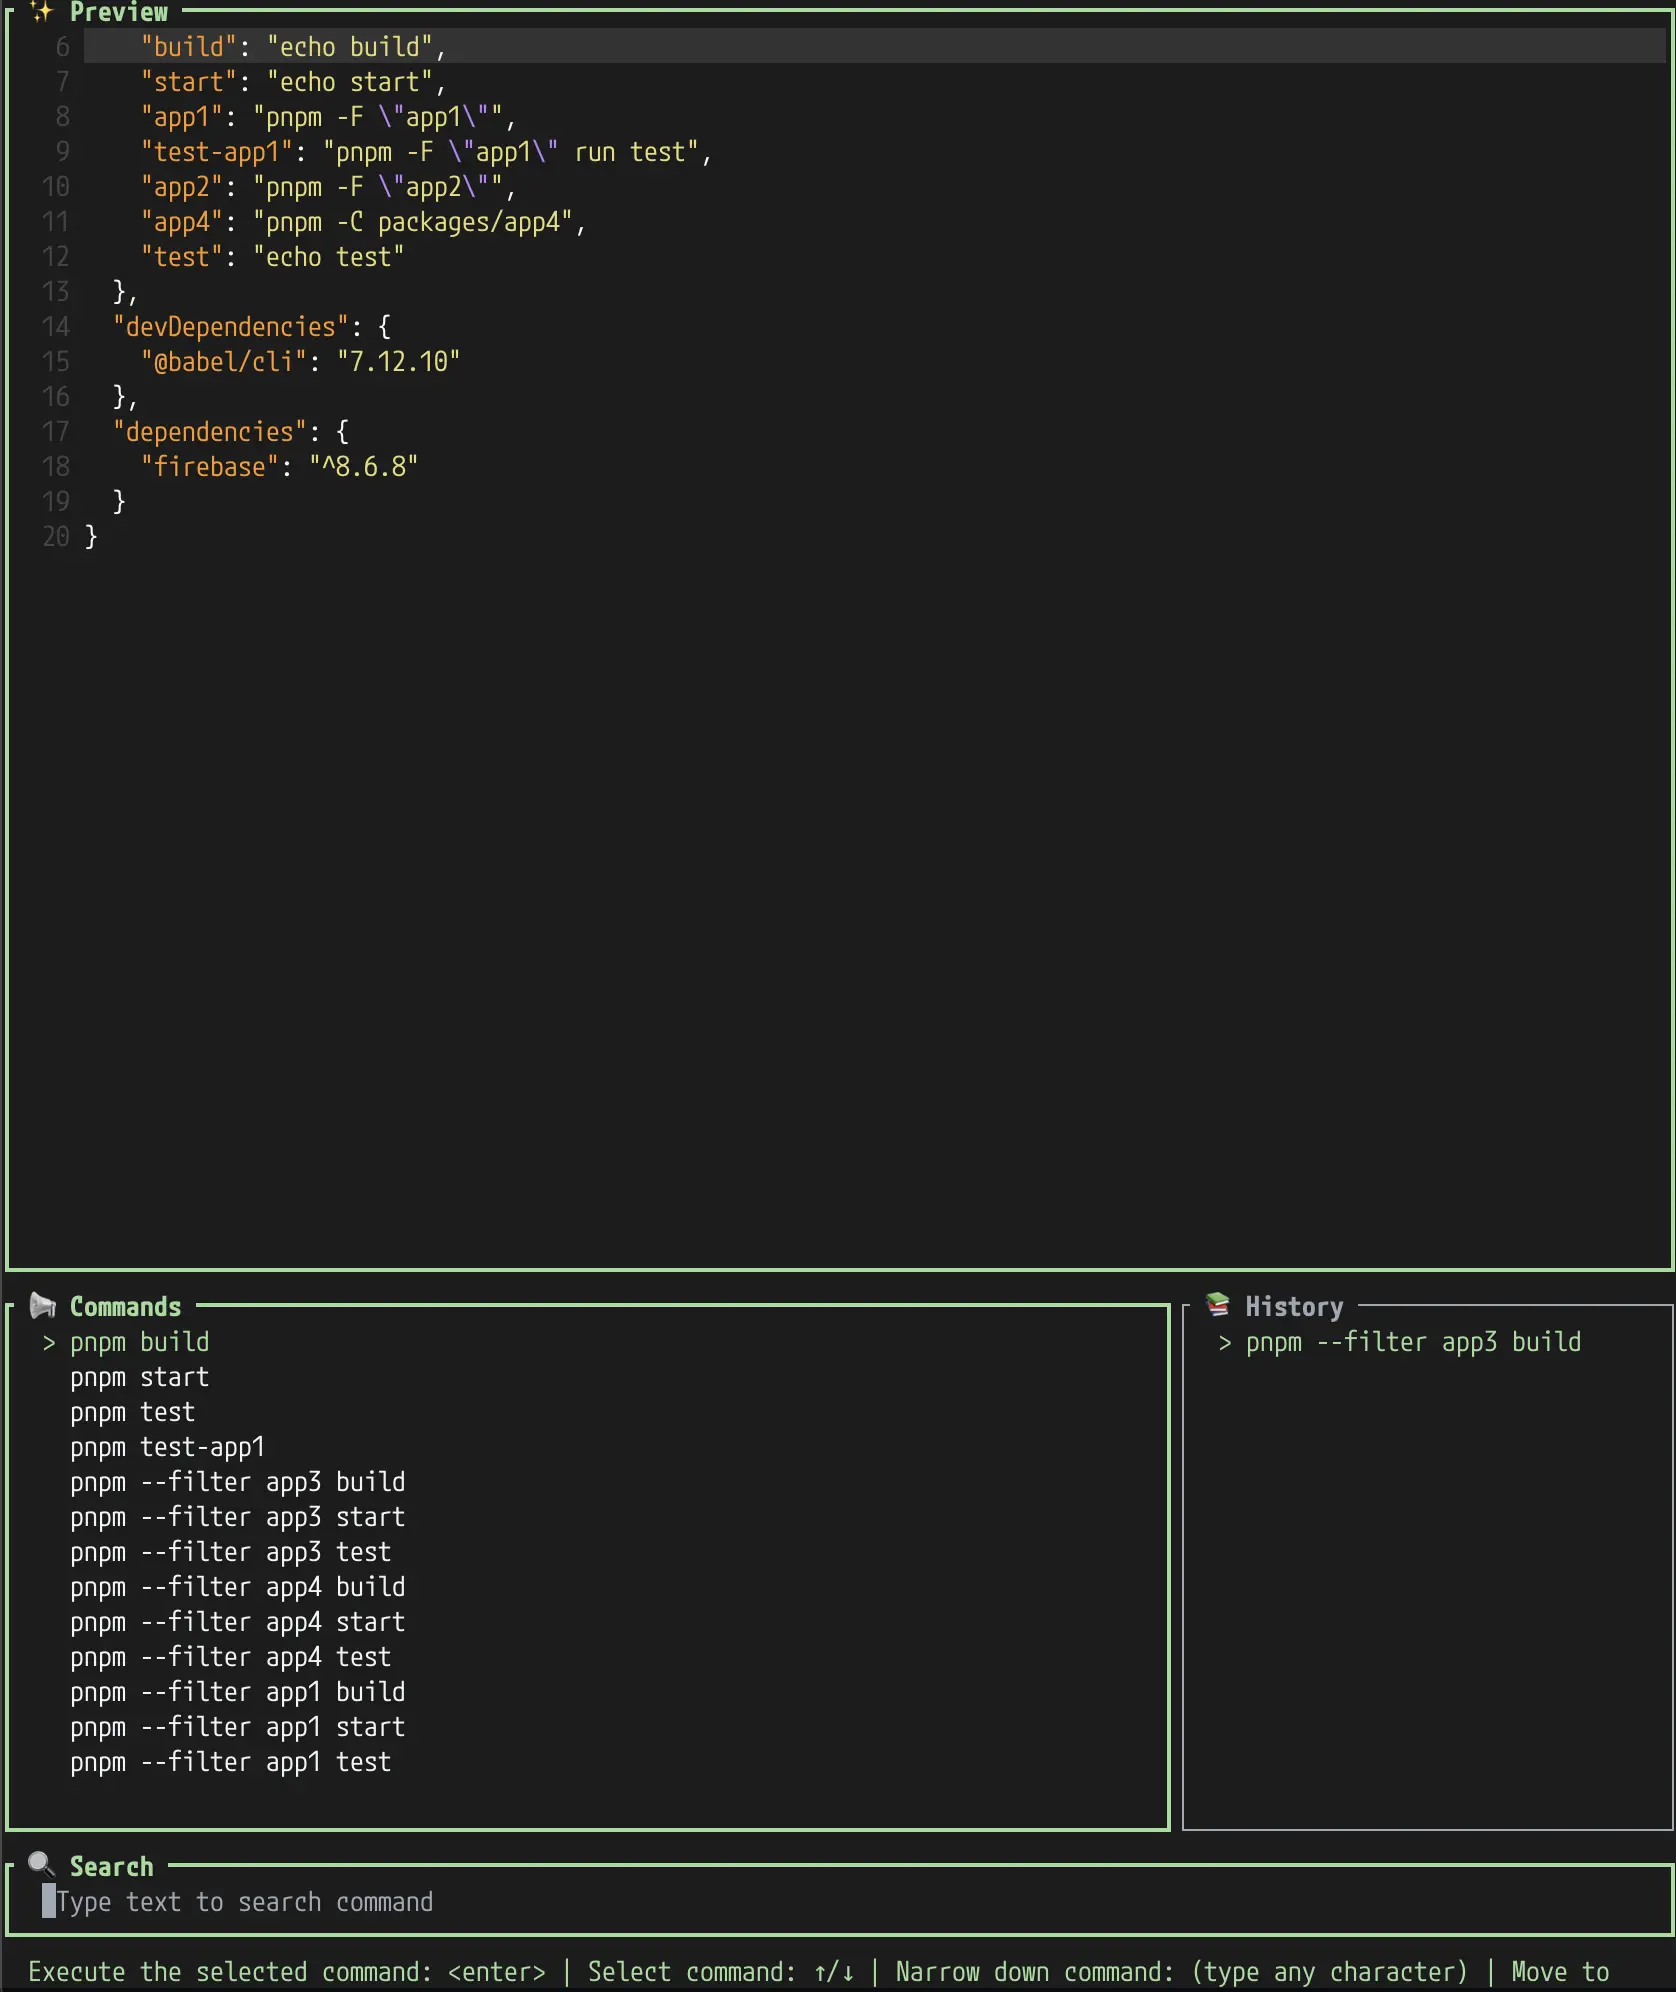 ✨ Preview
6     "build": "echo build",
7     "start": "echo start",
8     "app1": "pnpm -F \"app1\"",
9     "test-app1": "pnpm -F \"app1\" run test",
10     "app2": "pnpm -F \"app2\"",
11     "app4": "pnpm -C packages/app4",
12     "test": "echo test"
13   },
14   "devDependencies": {
15     "@babel/cli": "7.12.10"
16   },
17   "dependencies": {
18     "firebase": "^8.6.8"
19   }
20 }
📢 Commands
> pnpm build
pnpm start
pnpm test
pnpm test-app1
pnpm --filter app3 build
pnpm --filter app3 start
pnpm --filter app3 test
pnpm --filter app4 build
pnpm --filter app4 start
pnpm --filter app4 test
pnpm --filter app1 build
pnpm --filter app1 start
pnpm --filter app1 test
📚 History
> pnpm --filter app3 build
🔍 Search
Type text to search command
Execute the selected command: <enter> | Select command: ↑/↓ | Narrow down command: (type any character) | Move to